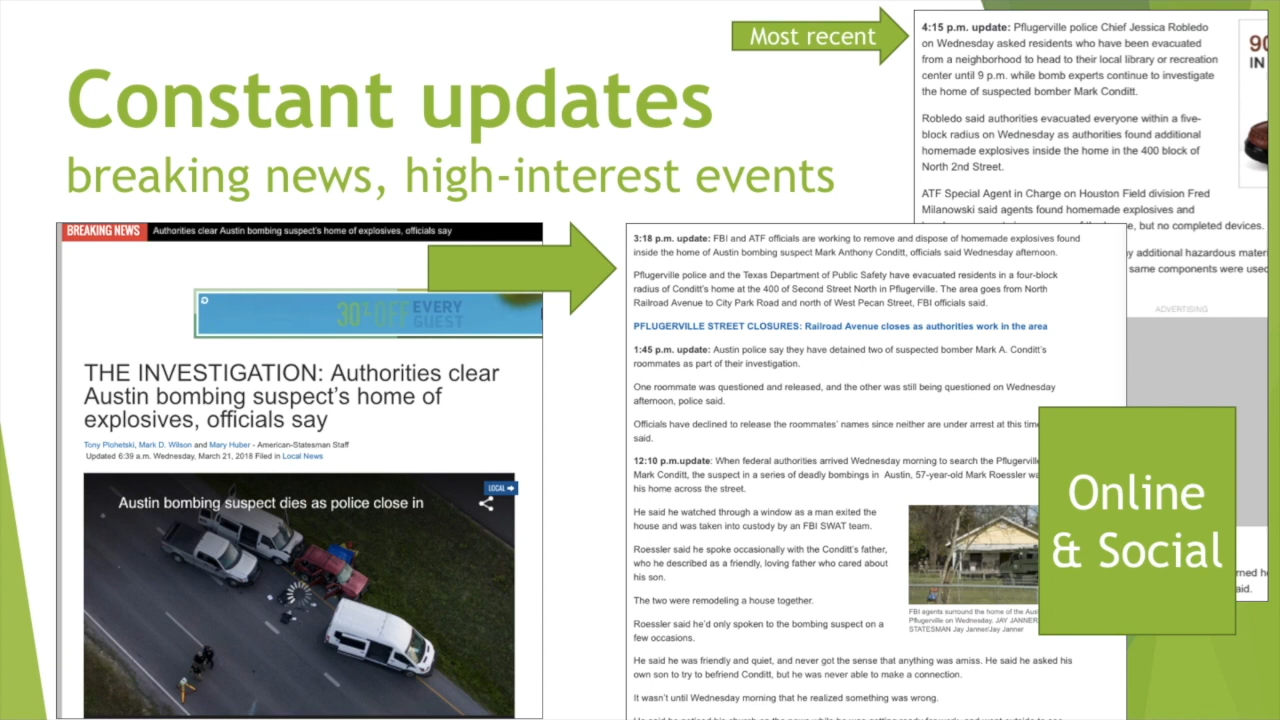 Constant updates
breaking news, high-interest events
Most recent
4:15 p.m. update: Pflugerville police Chief Jessica Robledo
on Wednesday asked residents who have been evacuated
from a neighborhood to head to their local library or recreation
center until 9 p.m. while bomb experts continue to investigate
the home of suspected bomber Mark Conditt.
Robledo said authorities evacuated everyone within a five-
block radius on Wednesday as authorities found additional
homemade explosives inside the home in the 400 block of
North 2nd Street.
ATF Special Agent in Charge on Houston Field division Fred
Milanowski said agents found homemade explosives and
but no completed devices.
additional hazardous
same components were used
90
IN
ADVERTISING
BREAKING NEWS Authorities clear Austin bombing suspect's home of explosives, officials say
30% OFF EVERY
GUEST
THE INVESTIGATION: Authorities clear
Austin bombing suspect's home of
explosives, officials say
Tony Plohetski, Mark D. Wilson and Mary Huber - American-Statesman Staff
Updated 6:39 a.m. Wednesday, March 21, 2018 Filed in Local News
LOCAL
Austin bombing suspect dies as police close in
3:18 p.m. update: FBI and ATF officials are working to remove and dispose of homemade explosives found
inside the home of Austin bombing suspect Mark Anthony Conditt, officials said Wednesday afternoon.
Pflugerville police and the Texas Department of Public Safety have evacuated residents in a four-block
radius of Conditt's home at the 400 of Second Street North in Pflugerville. The area goes from North
Railroad Avenue to City Park Road and north of West Pecan Street, FBI officials said.
PFLUGERVILLE STREET CLOSURES: Railroad Avenue closes as authorities work in the area
1:45 p.m. update: Austin police say they have detained two of suspected bomber Mark A. Conditt's
roommates as part of their investigation.
One roommate was questioned and released, and the other was still being questioned on Wednesday
afternoon, police said.
Officials have declined to release the roommates' names since neither are under arrest at this time
said.
12:10 p.m.update: When federal authorities arrived Wednesday morning to search the Pflugerville
Mark Conditt, the suspect in a series of deadly bombings in Austin, 57-year-old Mark Roessler
his home across the street.
He said he watched through a window as a man exited the
house and was taken into custody by an FBI SWAT team.
Roessler said he spoke occasionally with the Conditt's father,
who he described as a friendly, loving father who cared about
his son.
The two were remodeling a house together.
Roessler said he'd only spoken to the bombing suspect on a
few occasions.
FBI agents surround the home of the
Pflugerville on Wednesday. JAY JANNER
STATESMAN Jay Janner/Jay Janner
He said he was friendly and quiet, and never got the sense that anything was amiss. He said he asked his
own son to try to befriend Conditt, but he was never able to make a connection.
It wasn't until Wednesday morning that he realized something was wrong.
Online
& Social